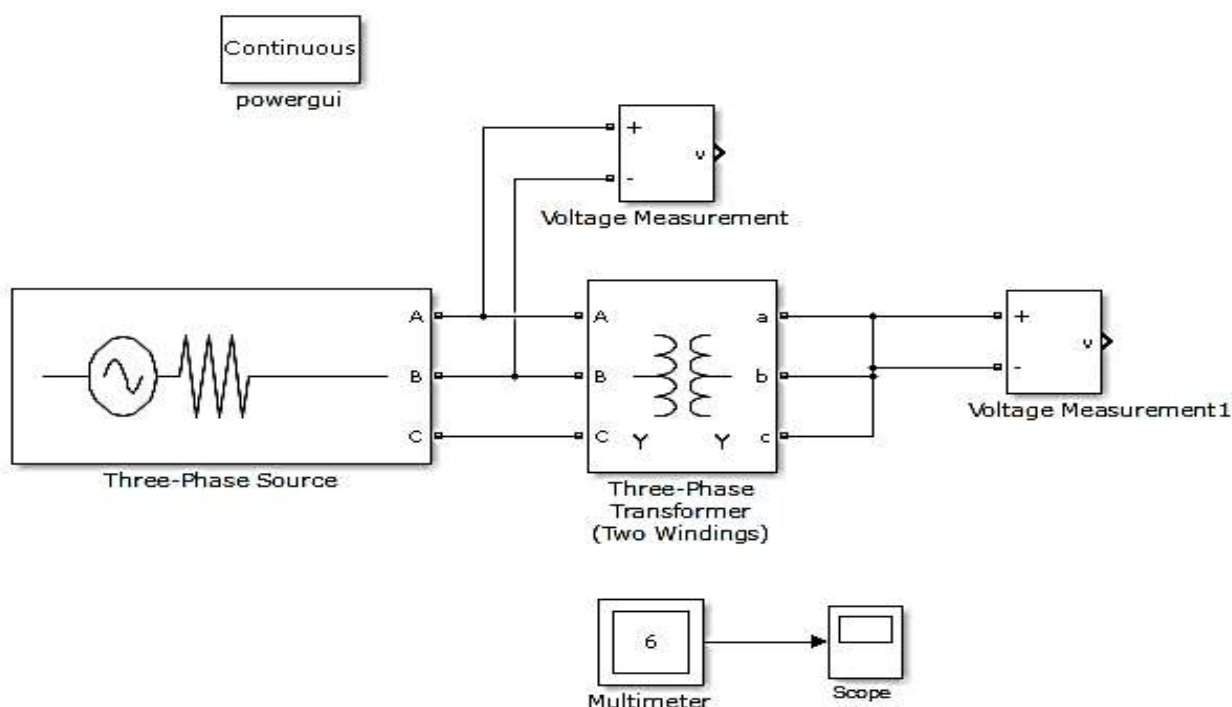 Continuous
powergui
+
v
-
Voltage Measurement
A
A
a
+
v
B
B
b
-
C
C
Y
Y
c
Voltage Measurement1
Three-Phase Source
Three-Phase
Transformer
(Two Windings)
6
Multimeter
Scope